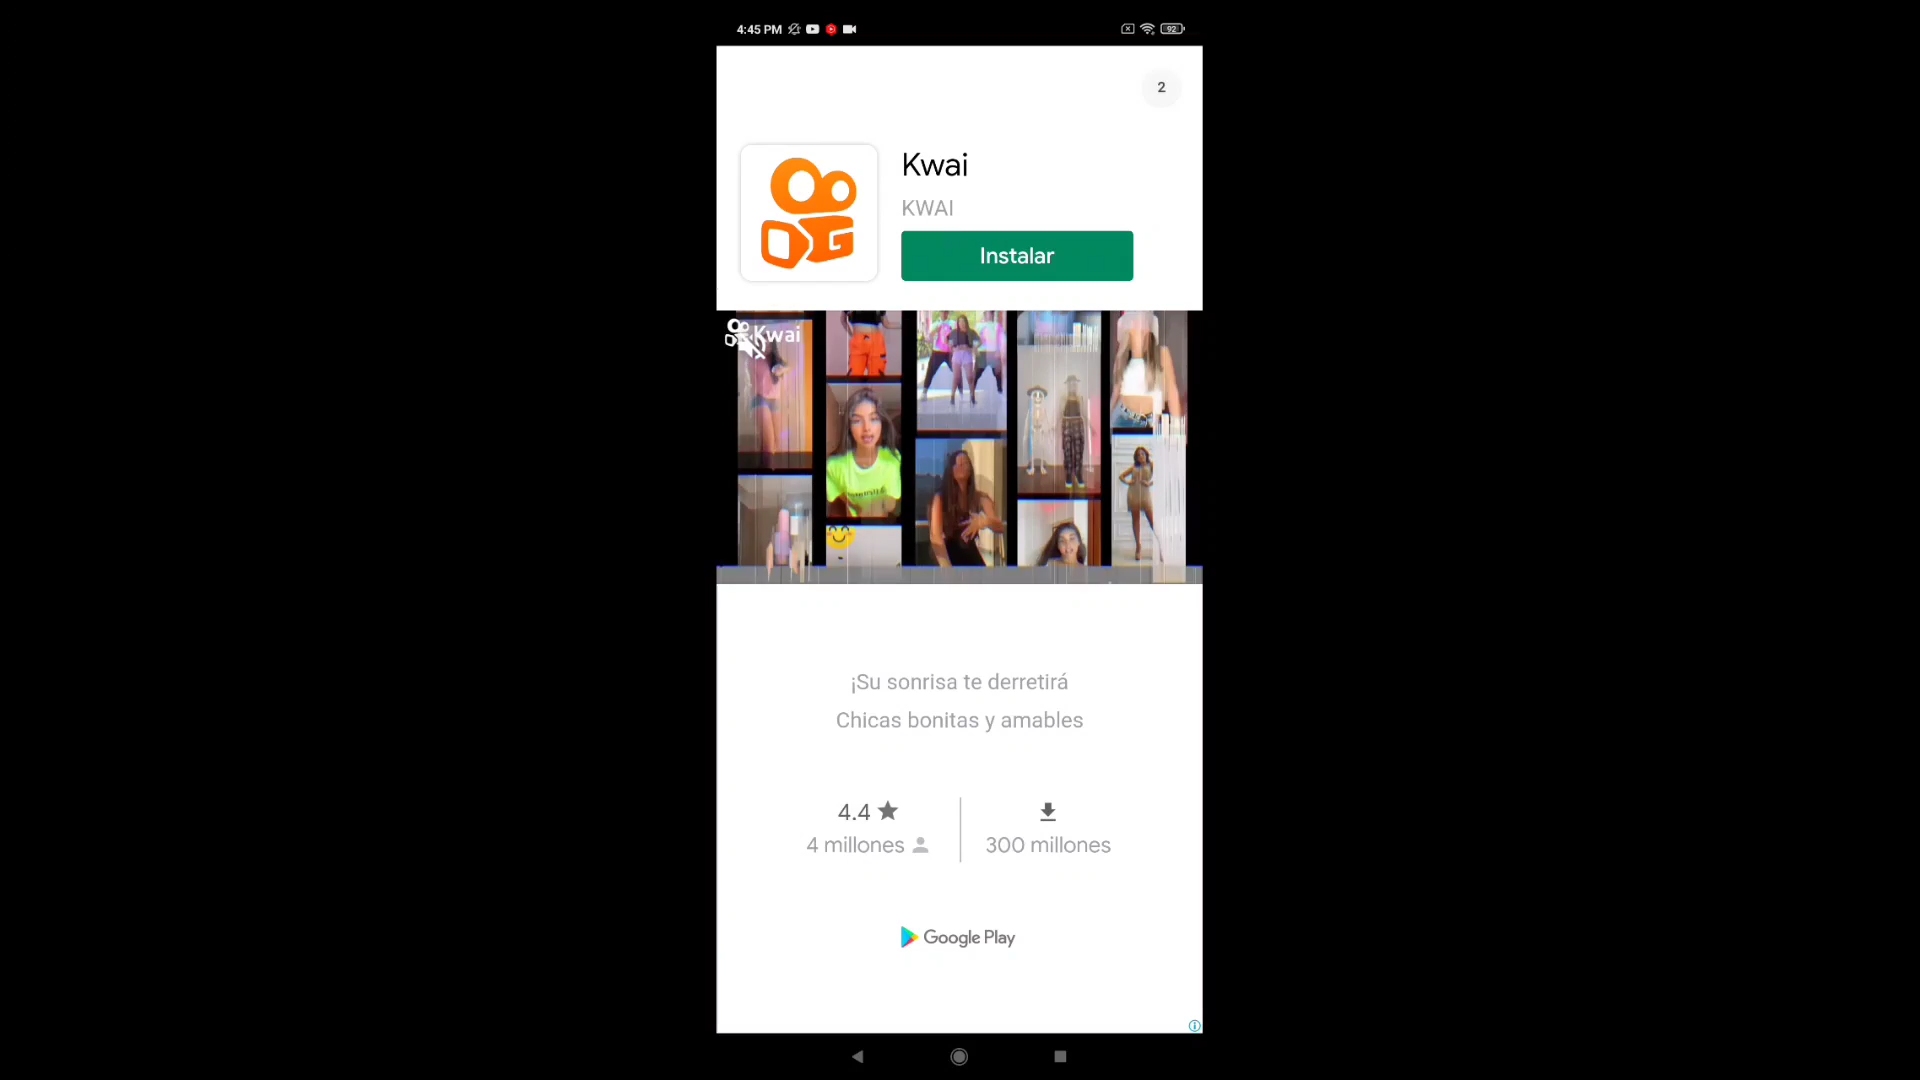 4:45 PM
92
2
Kwai
KWAI
Instalar
Kwai
¡Su sonrisa te derretirá
Chicas bonitas y amables
4.4
4 millones
300 millones
Google Play